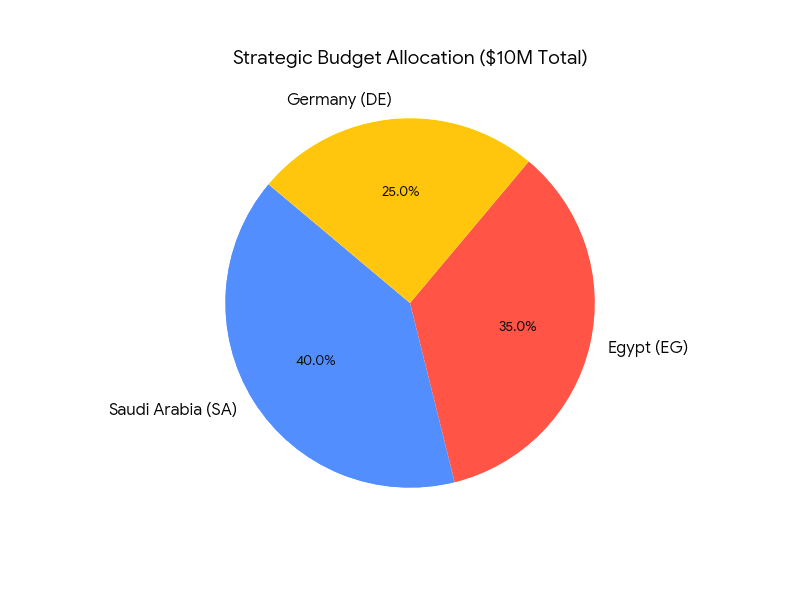 Strategic Budget Allocation ($10M Total)
Germany (DE)
25.0%
35.0%
Egypt (EG)
40.0%
Saudi Arabia (SA)